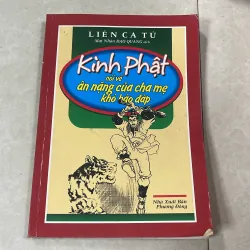 LIÊN CA TỬ
Kinh Phật
nói về
ân nặng của cha mẹ
khó báo đáp
Nhà Xuất Bản
Phương Đông